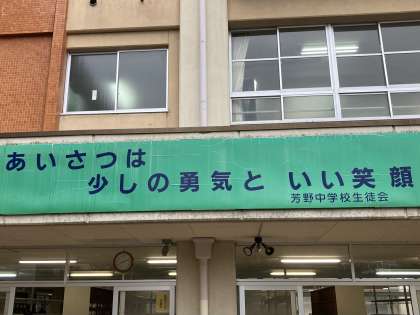 あいさつは
少しの勇気と いい笑顔
芳野中学校生徒会